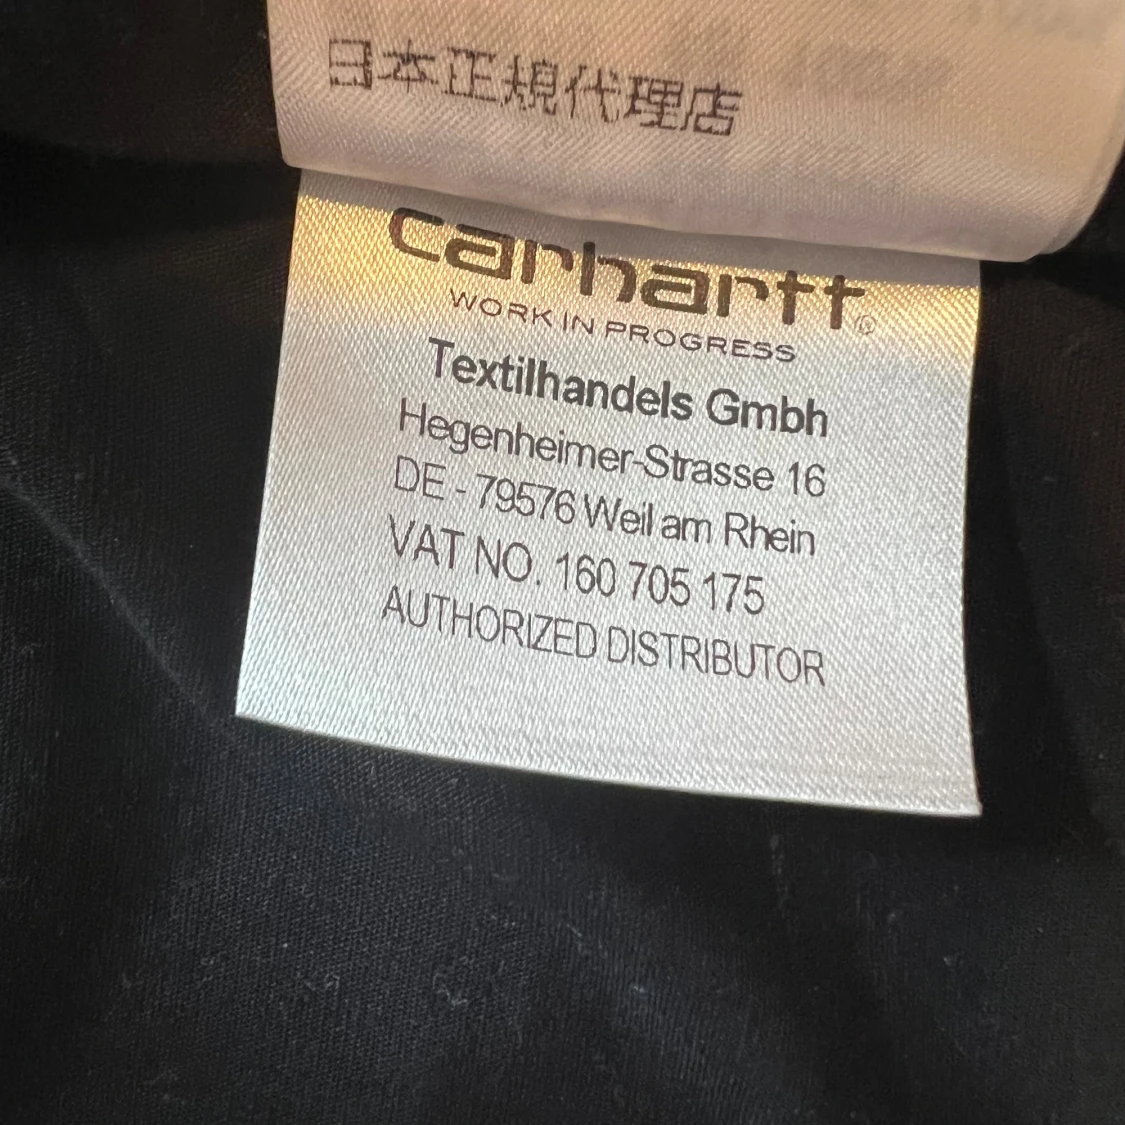 日本正規代理店
carhartt®
WORK IN PROGRESS
Textilhandels Gmbh
Hegenheimer-Strasse 16
DE - 79576 Weil am Rhein
VAT NO. 160 705 175
AUTHORIZED DISTRIBUTOR